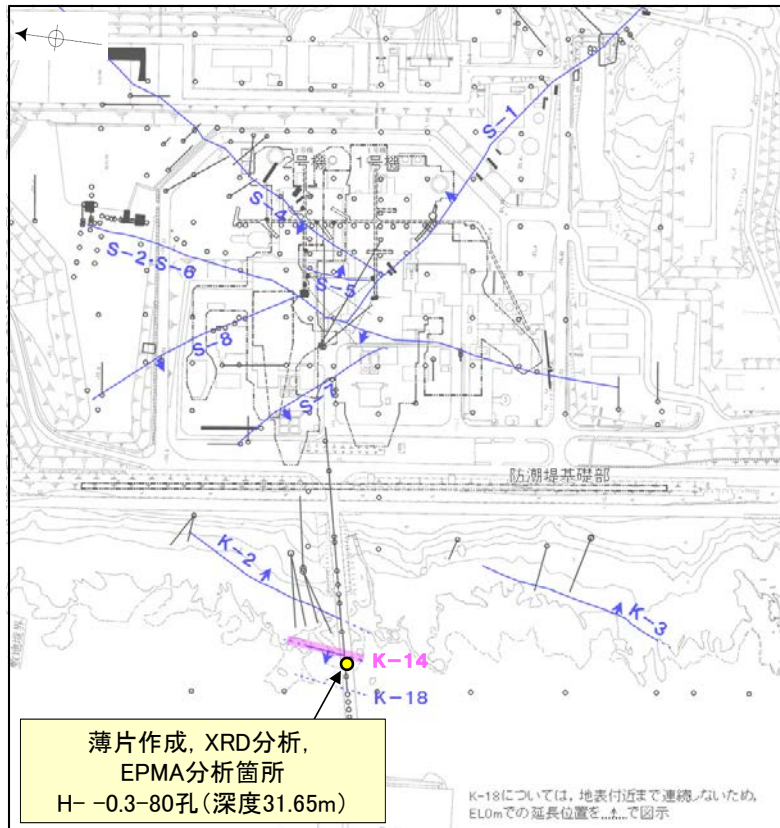 S-1
2号機
1号機
S-4
S-2·S-6
S-5
S-8
S-7
防潮堤基礎部
K-2
K-3
K-14
K-18
薄片作成, XRD分析,
EPMA分析箇所
H- -0.3-80孔(深度31.65m)
K-18については, 地表付近まで連続しないため,
EL0mでの延長位置を で図示